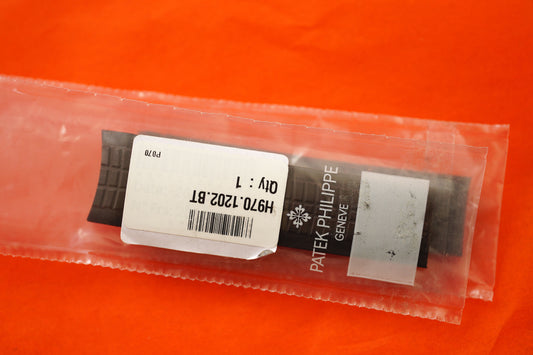 P070
H970.1202.BT
Qty : 1
PATEK PHILIPPE
GENEVE